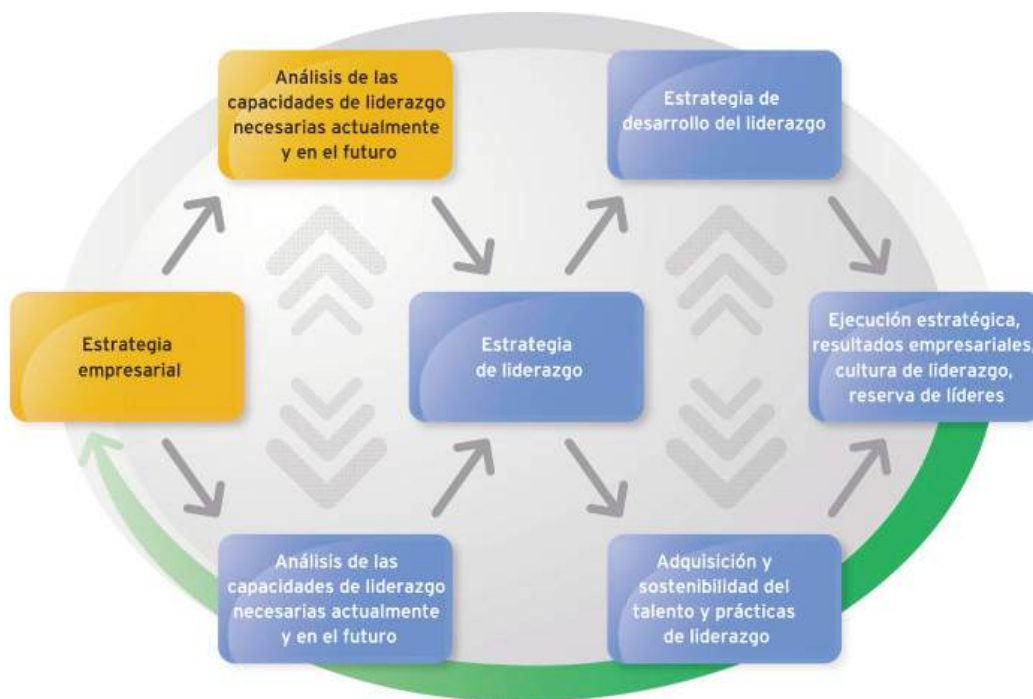 Análisis de las
capacidades de liderazgo
necesarias actualmente
y en el futuro
Estrategia de
desarrollo del liderazgo
Estrategia
empresarial
Estrategia
de liderazgo
Ejecución estratégica,
resultados empresariales,
cultura de liderazgo,
reserva de líderes
Análisis de las
capacidades de liderazgo
necesarias actualmente
y en el futuro
Adquisición y
sostenibilidad del
talento y prácticas
de liderazgo